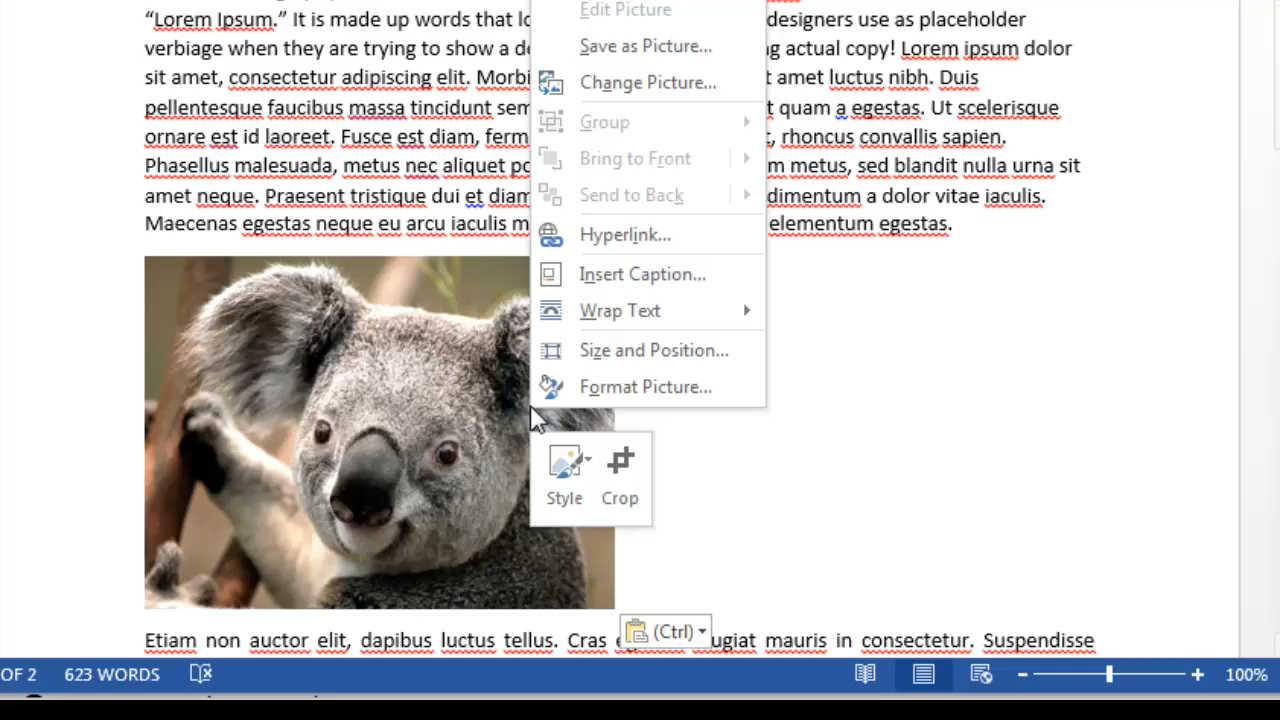 “Lorem Ipsum.” It is made up words that lo designers use as placeholder
verbiage when they are trying to show a de g actual copy! Lorem ipsum dolor
sit amet, consectetur adipiscing elit. Morbi t amet luctus nibh. Duis
pellentesque faucibus massa tincidunt sem t quam a egestas. Ut scelerisque
ornare est id laoreet. Fusce est diam, ferm t, rhoncus convallis sapien.
Phasellus malesuada, metus nec aliquet po m metus, sed blandit nulla urna sit
amet neque. Praesent tristique dui et diam dimentum a dolor vitae iaculis.
Maecenas egestas neque eu arcu iaculis m elementum egestas.
Edit Picture
Save as Picture...
Change Picture...
Group
Bring to Front
Send to Back
Hyperlink...
Insert Caption...
Wrap Text
Size and Position...
Format Picture...
Style Crop
(Ctrl)
Etiam non auctor elit, dapibus luctus tellus. Cras ugiat mauris in consectetur. Suspendisse
OF 2 623 WORDS 100%